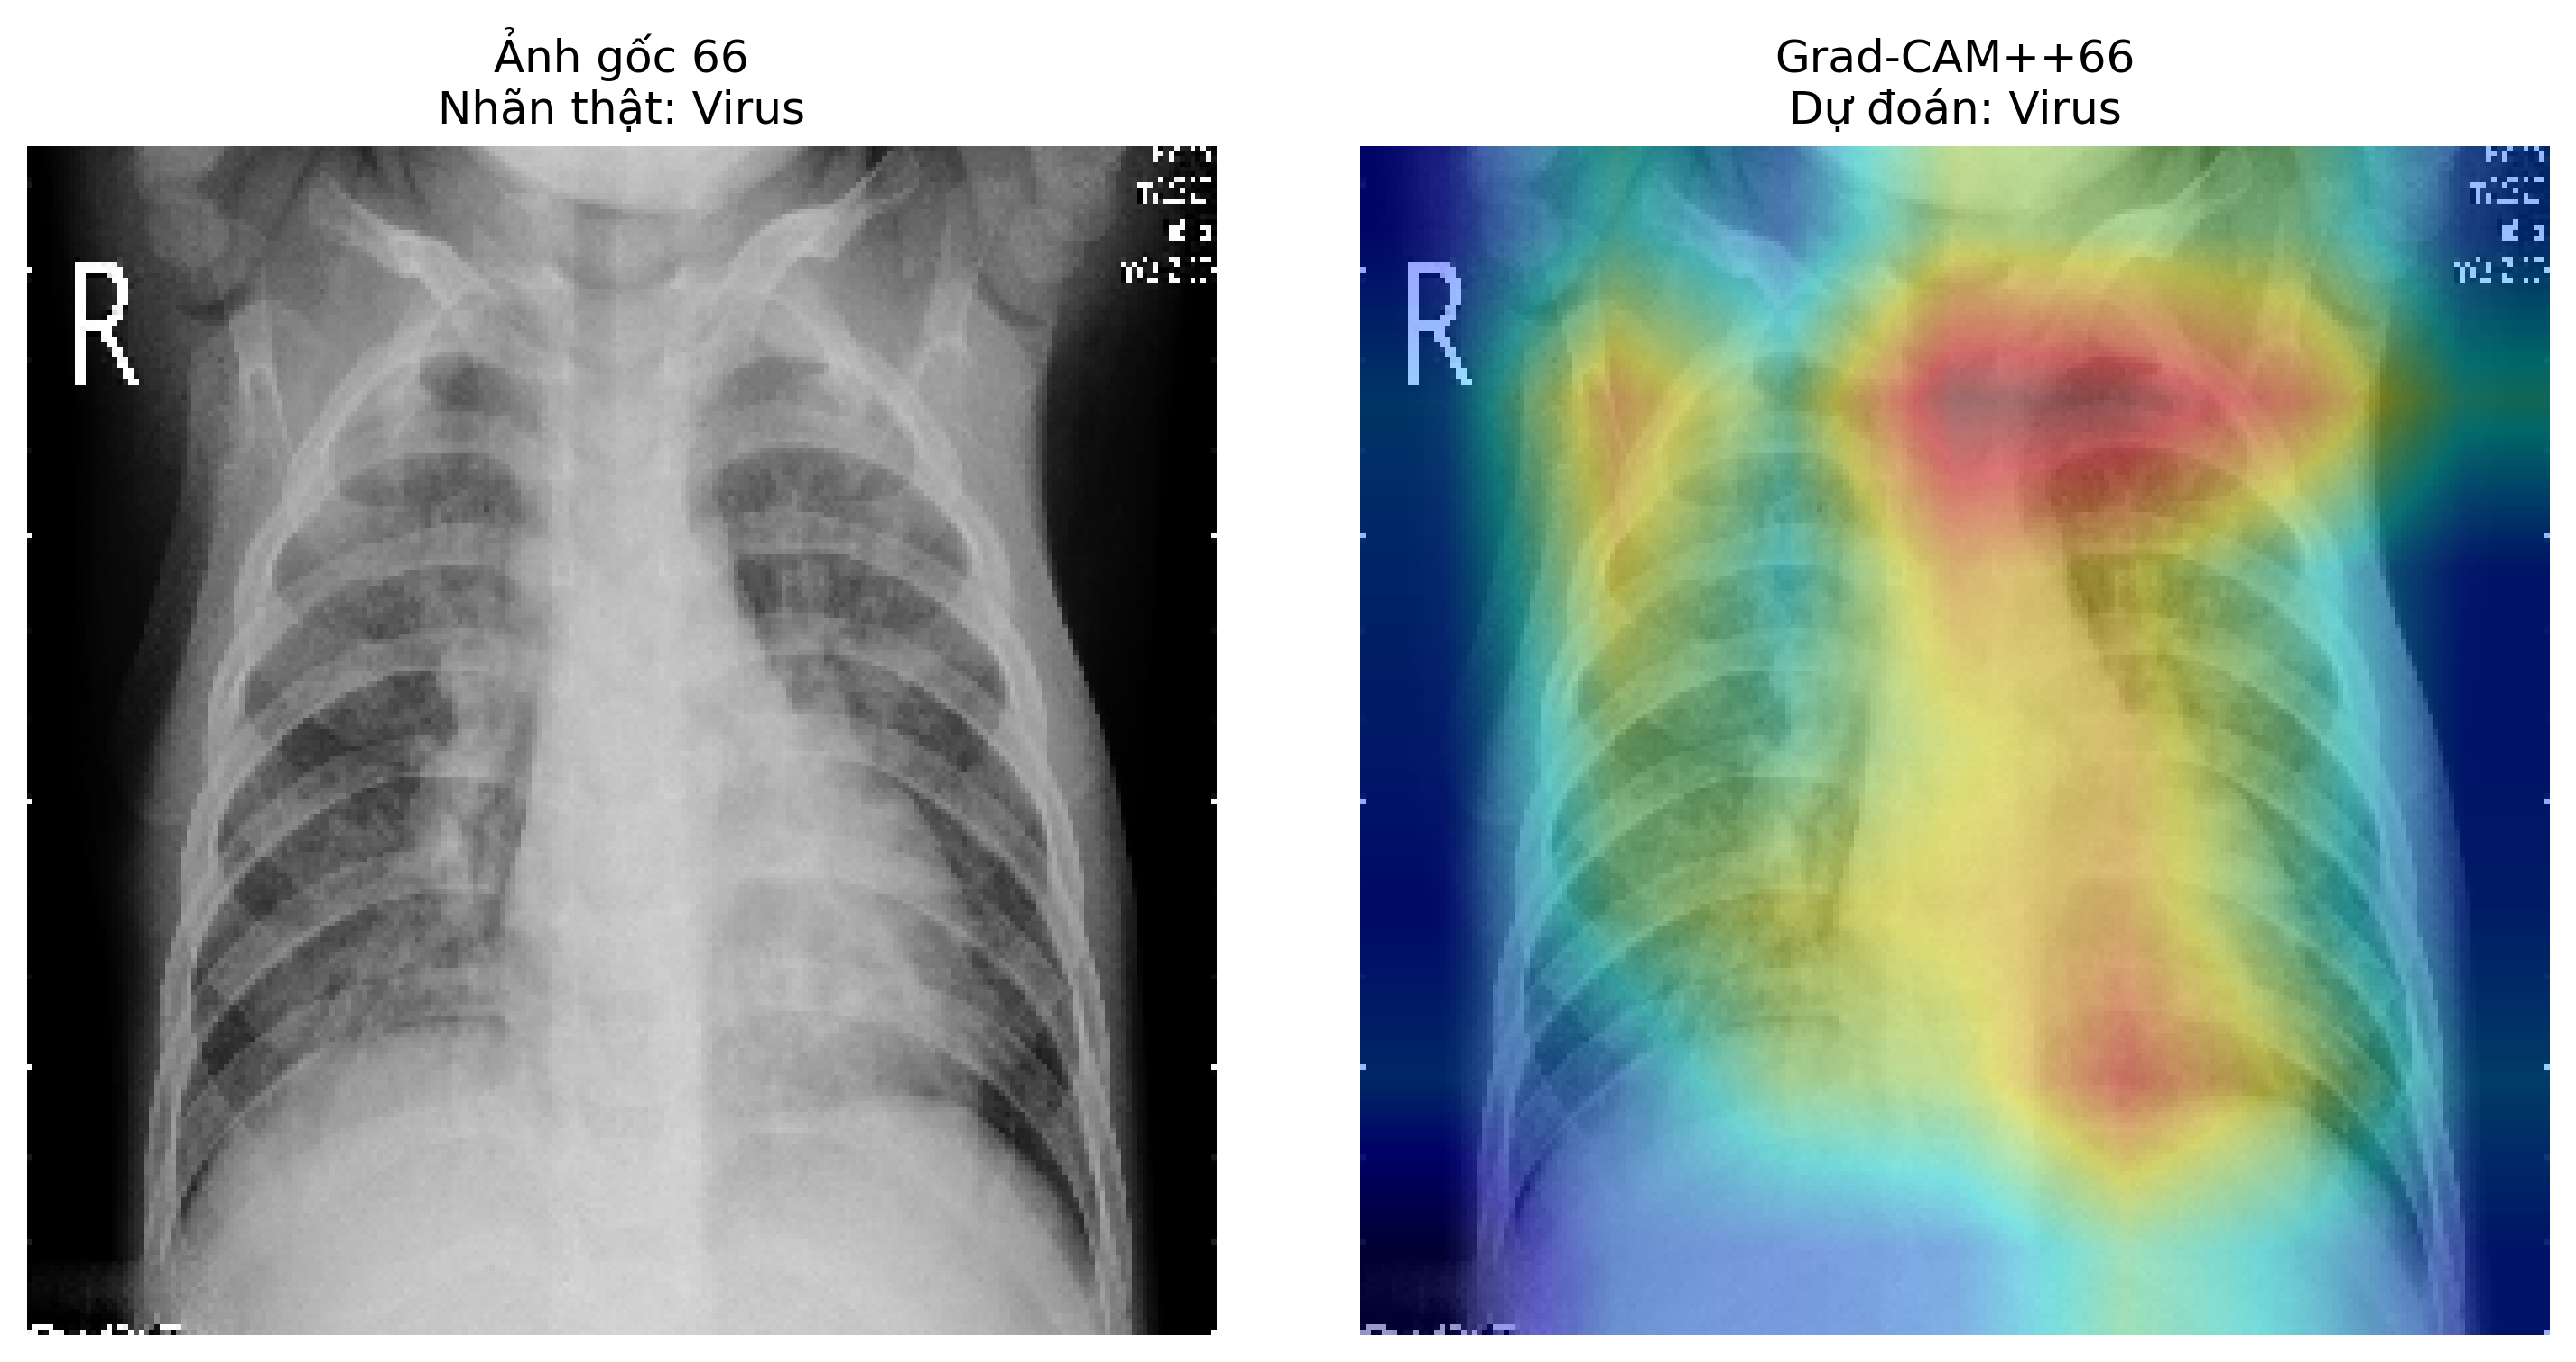 Ảnh gốc 66
Nhãn thật: Virus
Grad-CAM++66
Dự đoán: Virus
R
R